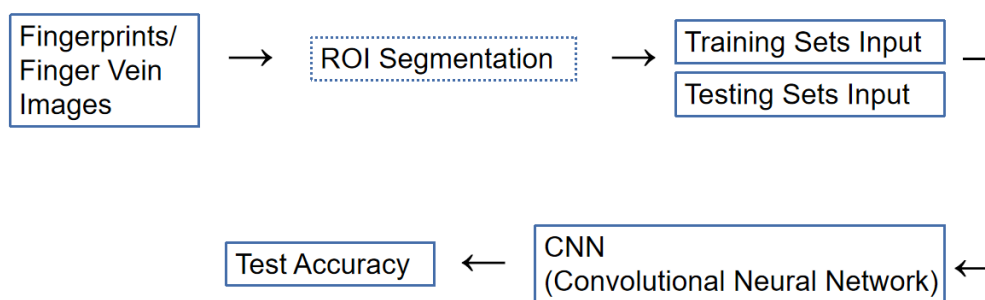 Fingerprints/
Finger Vein
Images
ROI Segmentation
Training Sets Input
Testing Sets Input
CNN
(Convolutional Neural Network)
Test Accuracy